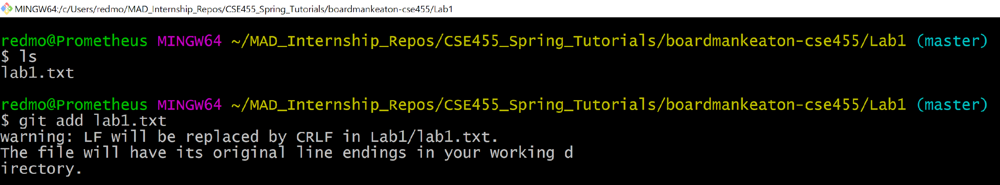 MINGW64:/c/Users/redmo/MAD_Internship_Repos/CSE455_Spring_Tutorials/boardmankeaton-cse455/Lab1
redmo@Prometheus MINGW64 ~/MAD_Internship_Repos/CSE455_Spring_Tutorials/boardmankeaton-cse455/Lab1 (master)
$ ls
lab1.txt
redmo@Prometheus MINGW64 ~/MAD_Internship_Repos/CSE455_Spring_Tutorials/boardmankeaton-cse455/Lab1 (master)
$ git add lab1.txt
warning: LF will be replaced by CRLF in Lab1/lab1.txt.
The file will have its original line endings in your working d
irectory.